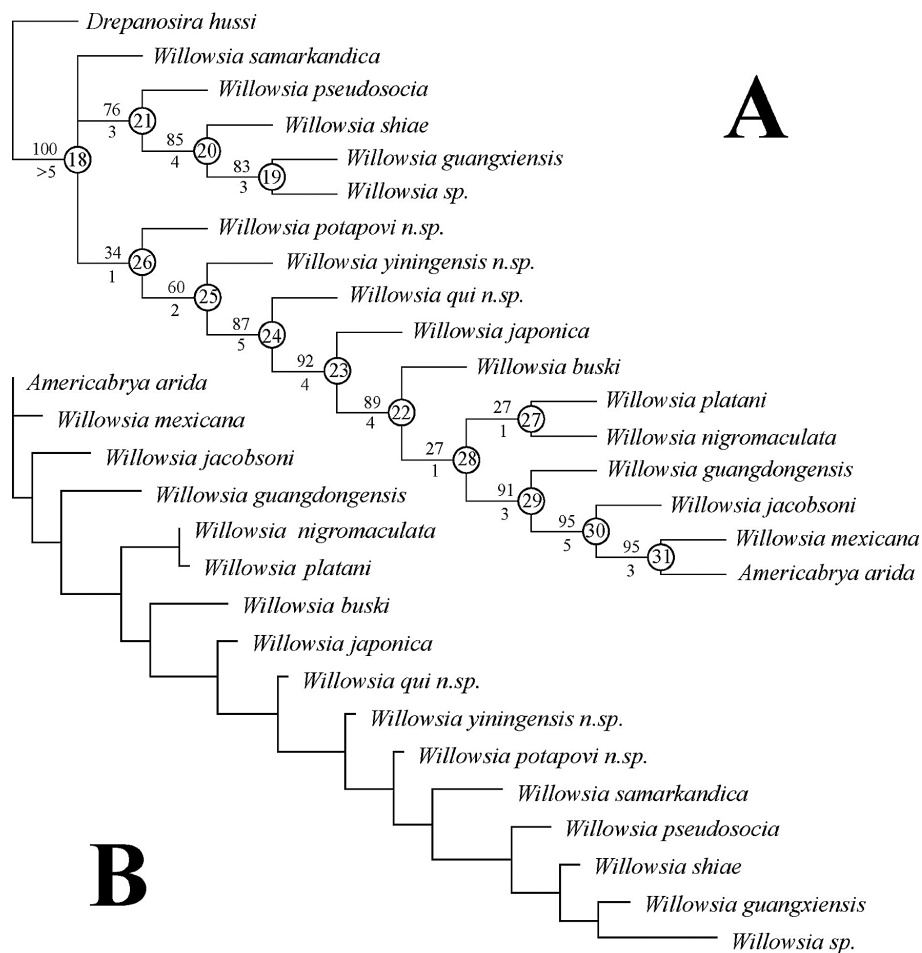 Drepanosira hussi
Willowsia samarkandica
Willowsia pseudosocia
A
76
21
3
Willowsia shiae
85
20
4
100
18
>5
Willowsia guangxiensis
83
19
3
Willowsia sp.
Willowsia potapovi n.sp.
34
26
1
Willowsia yiningensis n.sp.
60
25
2
Willowsia qui n.sp.
87
24
5
Willowsia japonica
92
23
4
Willowsia buski
89
22
4
Willowsia platani
27
27
1
Willowsia nigromaculata
27
28
1
Willowsia guangdongensis
91
29
3
Willowsia jacobsoni
95
30
5
Willowsia mexicana
95
31
3
Americabrya arida
Americabrya arida
Willowsia mexicana
Willowsia jacobsoni
Willowsia guangdongensis
Willowsia nigromaculata
Willowsia platani
Willowsia buski
Willowsia japonica
Willowsia qui n.sp.
Willowsia yiningensis n.sp.
Willowsia potapovi n.sp.
Willowsia samarkandica
Willowsia pseudosocia
B
Willowsia shiae
Willowsia guangxiensis
Willowsia sp.